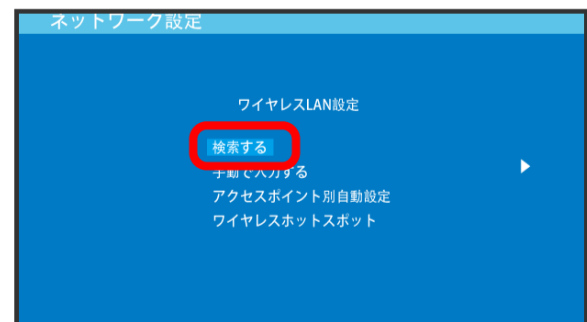 ネットワーク設定
ワイヤレスLAN設定
検索する
手動で入力する
アクセスポイント別自動設定
ワイヤレスホットスポット